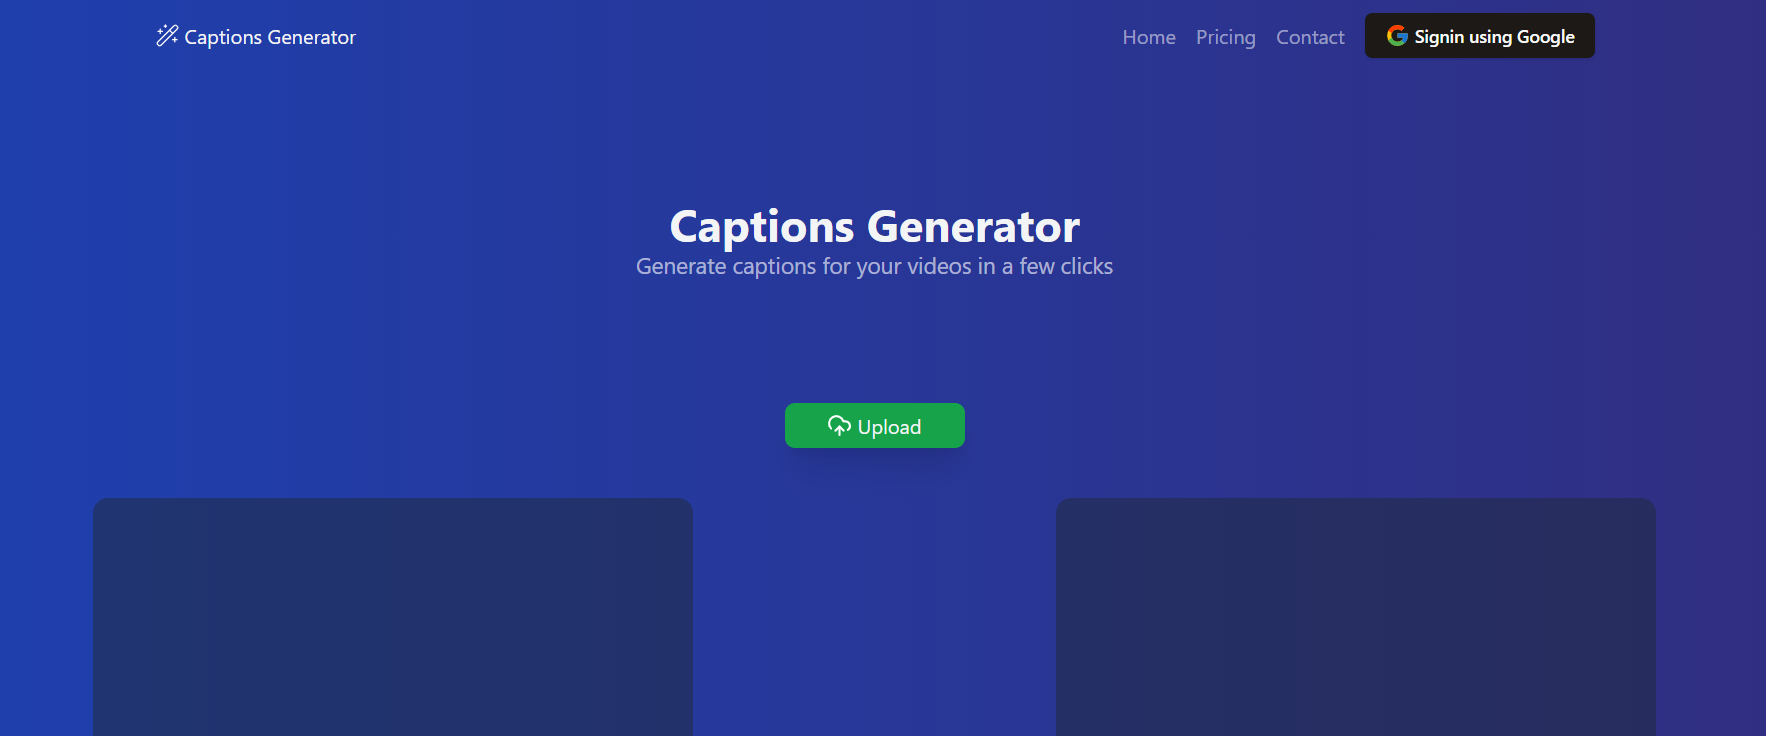 Captions Generator
Home
Pricing
Contact
Signin using Google
Captions Generator
Generate captions for your videos in a few clicks
Upload